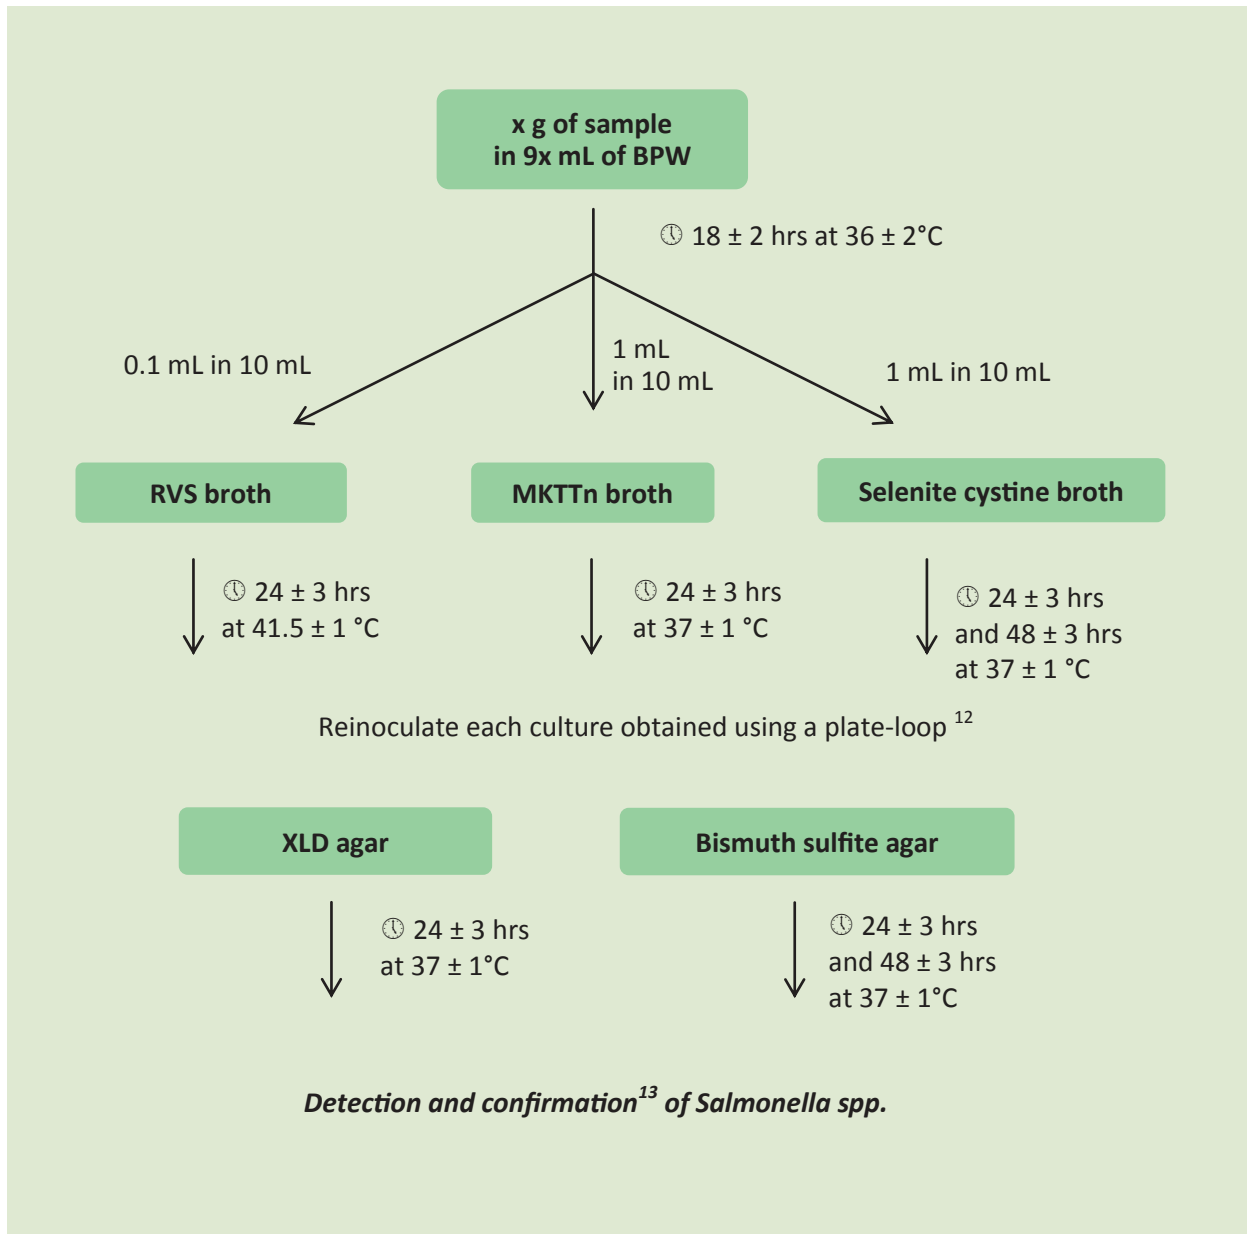 x g of sample
in 9x mL of BPW
18 ± 2 hrs at 36 ± 2°C
0.1 mL in 10 mL
1 mL
in 10 mL
1 mL in 10 mL
RVS broth
MKTTn broth
Selenite cystine broth
24 ± 3 hrs
at 41.5 ± 1 °C
24 ± 3 hrs
at 37 ± 1 °C
24 ± 3 hrs
and 48 ± 3 hrs
at 37 ± 1 °C
Reinoculate each culture obtained using a plate-loop 12
XLD agar
Bismuth sulfite agar
24 ± 3 hrs
at 37 ± 1°C
24 ± 3 hrs
and 48 ± 3 hrs
at 37 ± 1°C
Detection and confirmation13 of Salmonella spp.